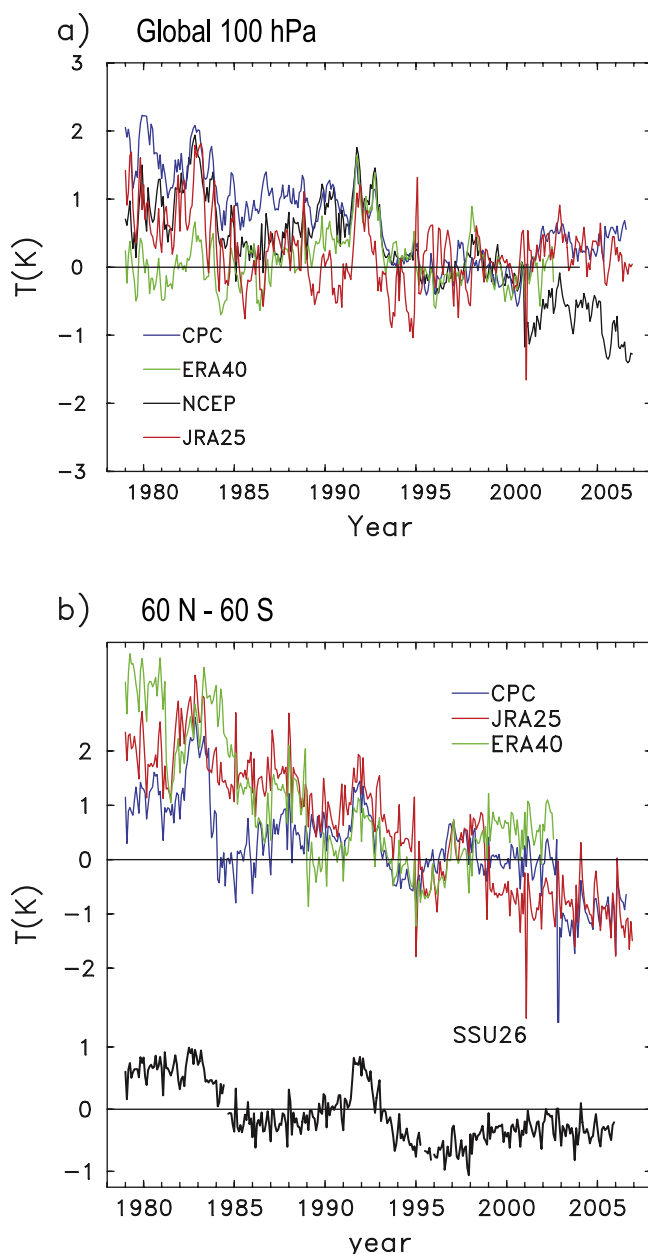 a) Global 100 hPa
3
2
1
0
−1
−2
−3
T(K)
CPC
ERA40
NCEP
JRA25
1980 1985 1990 1995 2000 2005
Year
b) 60 N - 60 S
CPC
JRA25
ERA40
2
1
0
−1
−2
T(K)
SSU26
1
0
−1
1980 1985 1990 1995 2000 2005
year